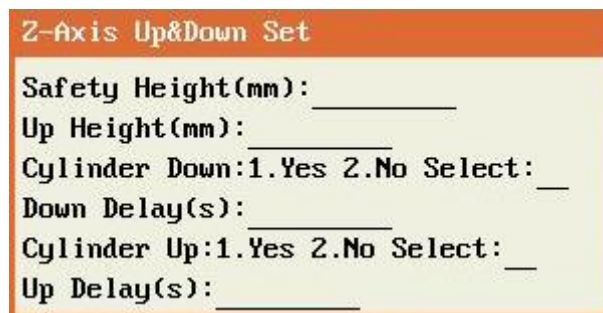 Z-Axis Up&Down Set
Safety Height(mm):
Up Height(mm):
Cylinder Down:1.Yes 2.No Select:
Down Delay(s):
Cylinder Up:1.Yes 2.No Select:
Up Delay(s):